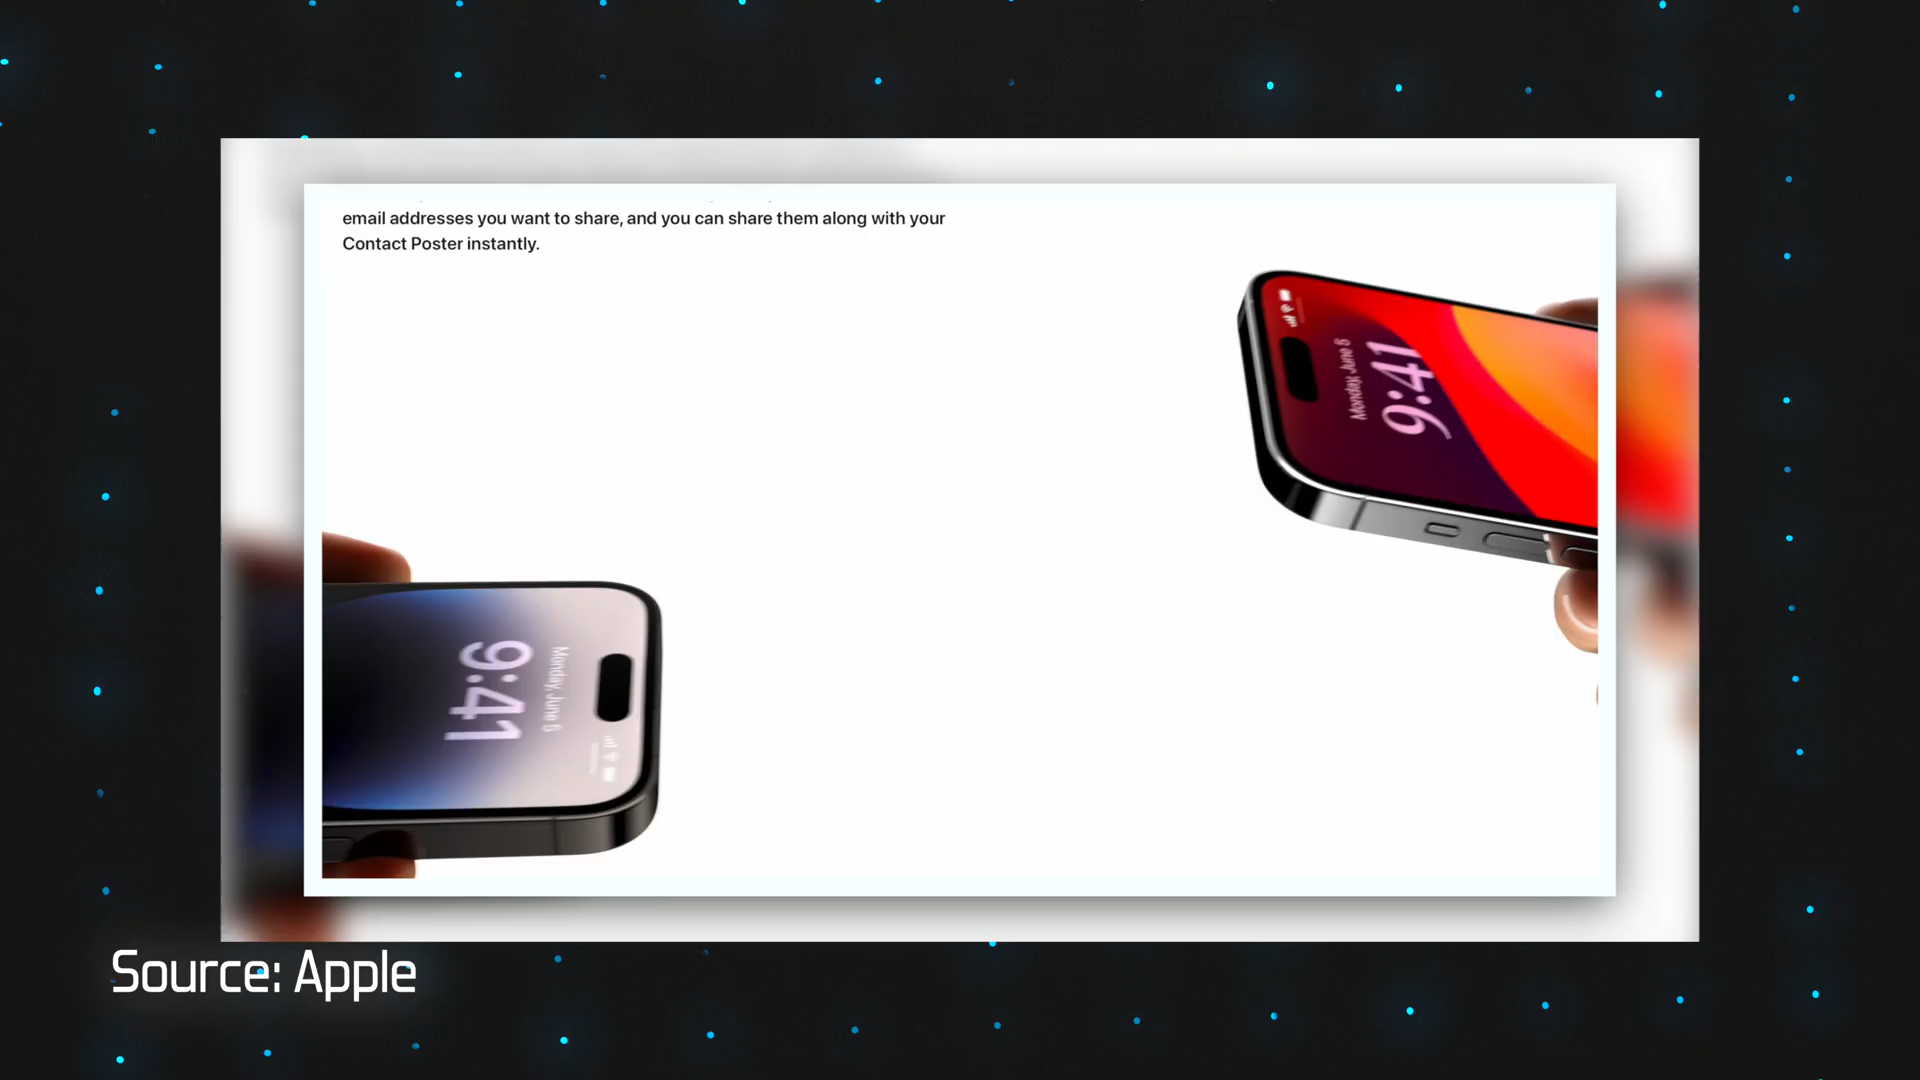 email addresses you want to share, and you can share them along with your
Contact Poster instantly.
Monday, June 5
9:41
9:41
Monday, June 5
Source: Apple